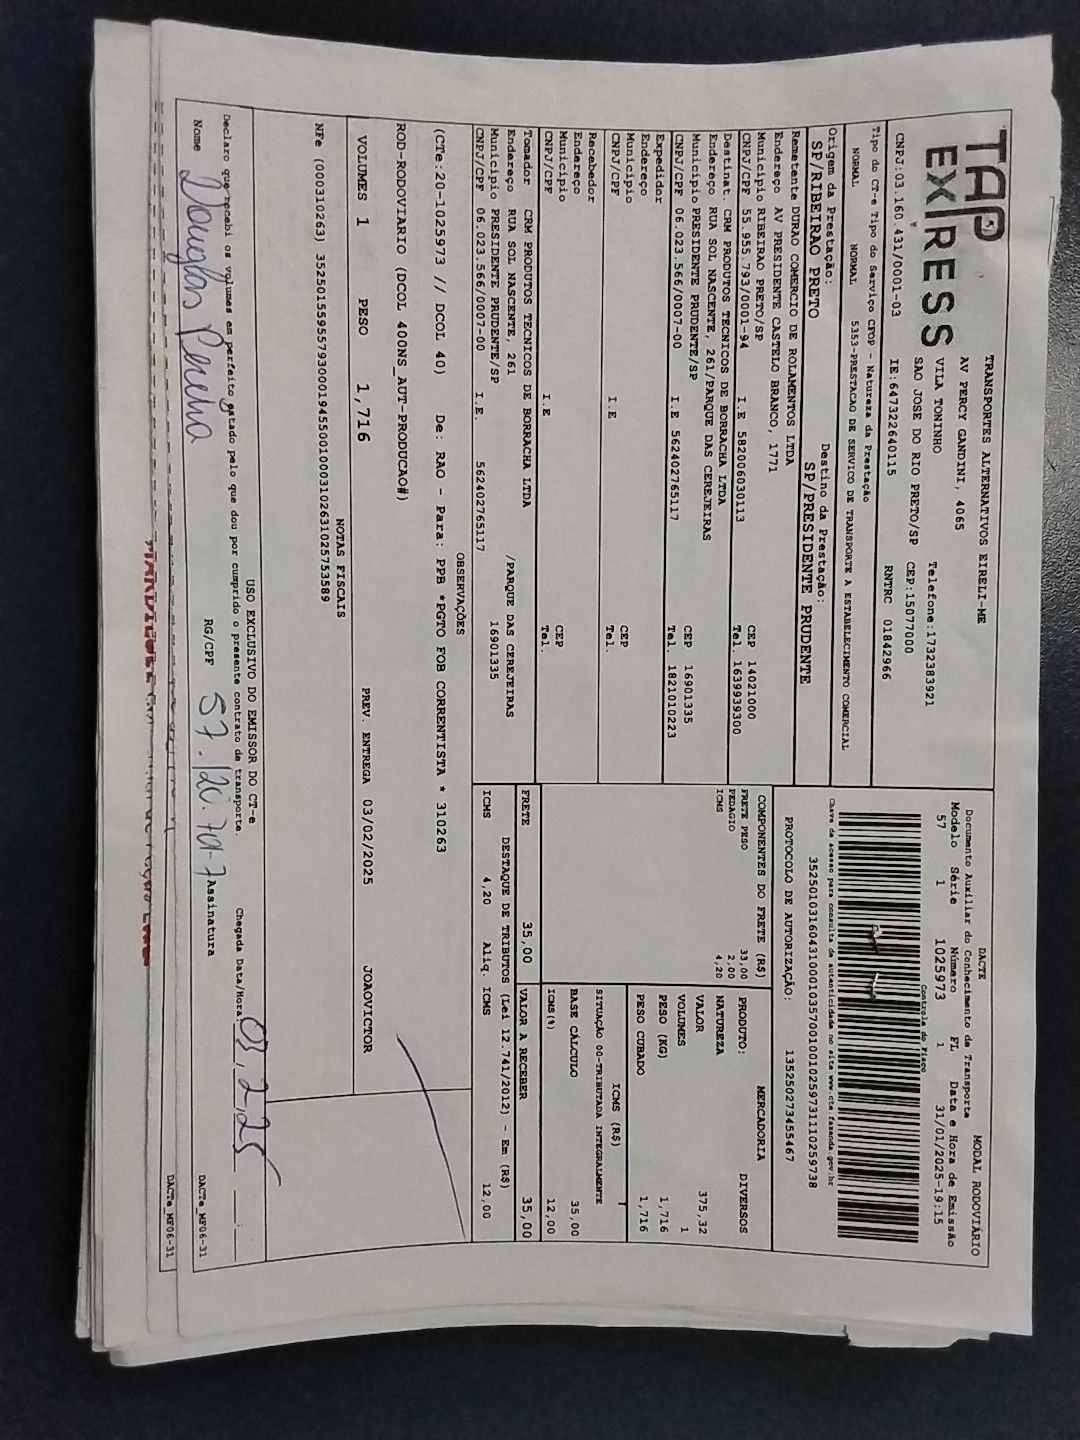 TAP
EXPRESS
TRANSPORTES ALTERNATIVOS EIRELI-ME
AV PERCY GANDINI, 4065
VILA TONINHO Telefone:1732383921
SAO JOSE DO RIO PRETO/SP CEP:15077000
CNPJ:03.160.431/0001-03 IE:647322640115 RNTRC 01842966
Tipo do CT-e Tipo do Serviço CFOP - Natureza da Prestação
NORMAL NORMAL 5353-PRESTACAO DE SERVICO DE TRANSPORTE A ESTABELECIMENTO COMERCIAL
Origem da Prestação: Destino da Prestação:
SP/RIBEIRAO PRETO SP/PRESIDENTE PRUDENTE
Remetente DURAO COMERCIO DE ROLAMENTOS LTDA
Endereço AV PRESIDENTE CASTELO BRANCO, 1771
Município RIBEIRAO PRETO/SP CEP 14021000
CNPJ/CPF 55.955.793/0001-94 I.E 582006030113 Tel. 1639939300
Destinat. CRM PRODUTOS TECNICOS DE BORRACHA LTDA
Endereço RUA SOL NASCENTE, 261/PARQUE DAS CEREJEIRAS
Município PRESIDENTE PRUDENTE/SP CEP 16901335
CNPJ/CPF 06.023.566/0007-00 I.E 562402765117 Tel. 1821010223
Expedidor
Endereço
Município CEP
CNPJ/CPF I.E Tel.
Recebedor
Endereço
Município CEP
CNPJ/CPF I.E Tel.
Tomador CRM PRODUTOS TECNICOS DE BORRACHA LTDA
Endereço RUA SOL NASCENTE, 261 /PARQUE DAS CEREJEIRAS
Município PRESIDENTE PRUDENTE/SP 16901335
CNPJ/CPF 06.023.566/0007-00 I.E 562402765117
DACTE MODAL RODOVIÁRIO
Documento Auxiliar do Conhecimento de Transporte
Modelo Série Número FL Data e Hora de Emissão
57 1 1025973 1 31/01/2025-19:15
Controle do Fisco
Chave de acesso para consulta de autenticidade no site www.cte.fazenda.gov.br
35250103160431000103570010010259731110259738
PROTOCOLO DE AUTORIZAÇÃO: 135250273455467
COMPONENTES DO FRETE (R$)
FRETE PESO 33,00
PEDAGIO 2,00
ICMS 4,20
MERCADORIA
PRODUTO: DIVERSOS
NATUREZA
VALOR 375,32
VOLUMES 1
PESO (KG) 1,716
PESO CUBADO 1,716
ICMS (R$)
SITUAÇÃO 00-TRIBUTADA INTEGRALMENTE
BASE CÁLCULO 35,00
ICMS(%) 12,00
FRETE 35,00 VALOR A RECEBER 35,00
DESTAQUE DE TRIBUTOS (Lei 12.741/2012) - Em (R$)
ICMS 4,20 Aliq. ICMS 12,00
OBSERVAÇÕES
(CTe:20-1025973 // DCOL 40) De: RAO - Para: PPB *PGTO FOB CORRENTISTA * 310263
ROD-RODOVIARIO (DCOL 400NS_AUT-PRODUCAO#)
VOLUMES 1 PESO 1,716 PREV. ENTREGA 03/02/2025 JOAOVICTOR
NOTAS FISCAIS
NFe (000310263) 35250155955793000194550010003102631025753589
USO EXCLUSIVO DO EMISSOR DO CT-e
Declaro que recebi os volumes em perfeito estado pelo que dou por cumprido o presente contrato de transporte. Chegada Data/Hora 03,2,25 :
Nome Douglas RG/CPF 57.120.701-7 Assinatura DACTe_MF06-31
DACTe_MF06-31